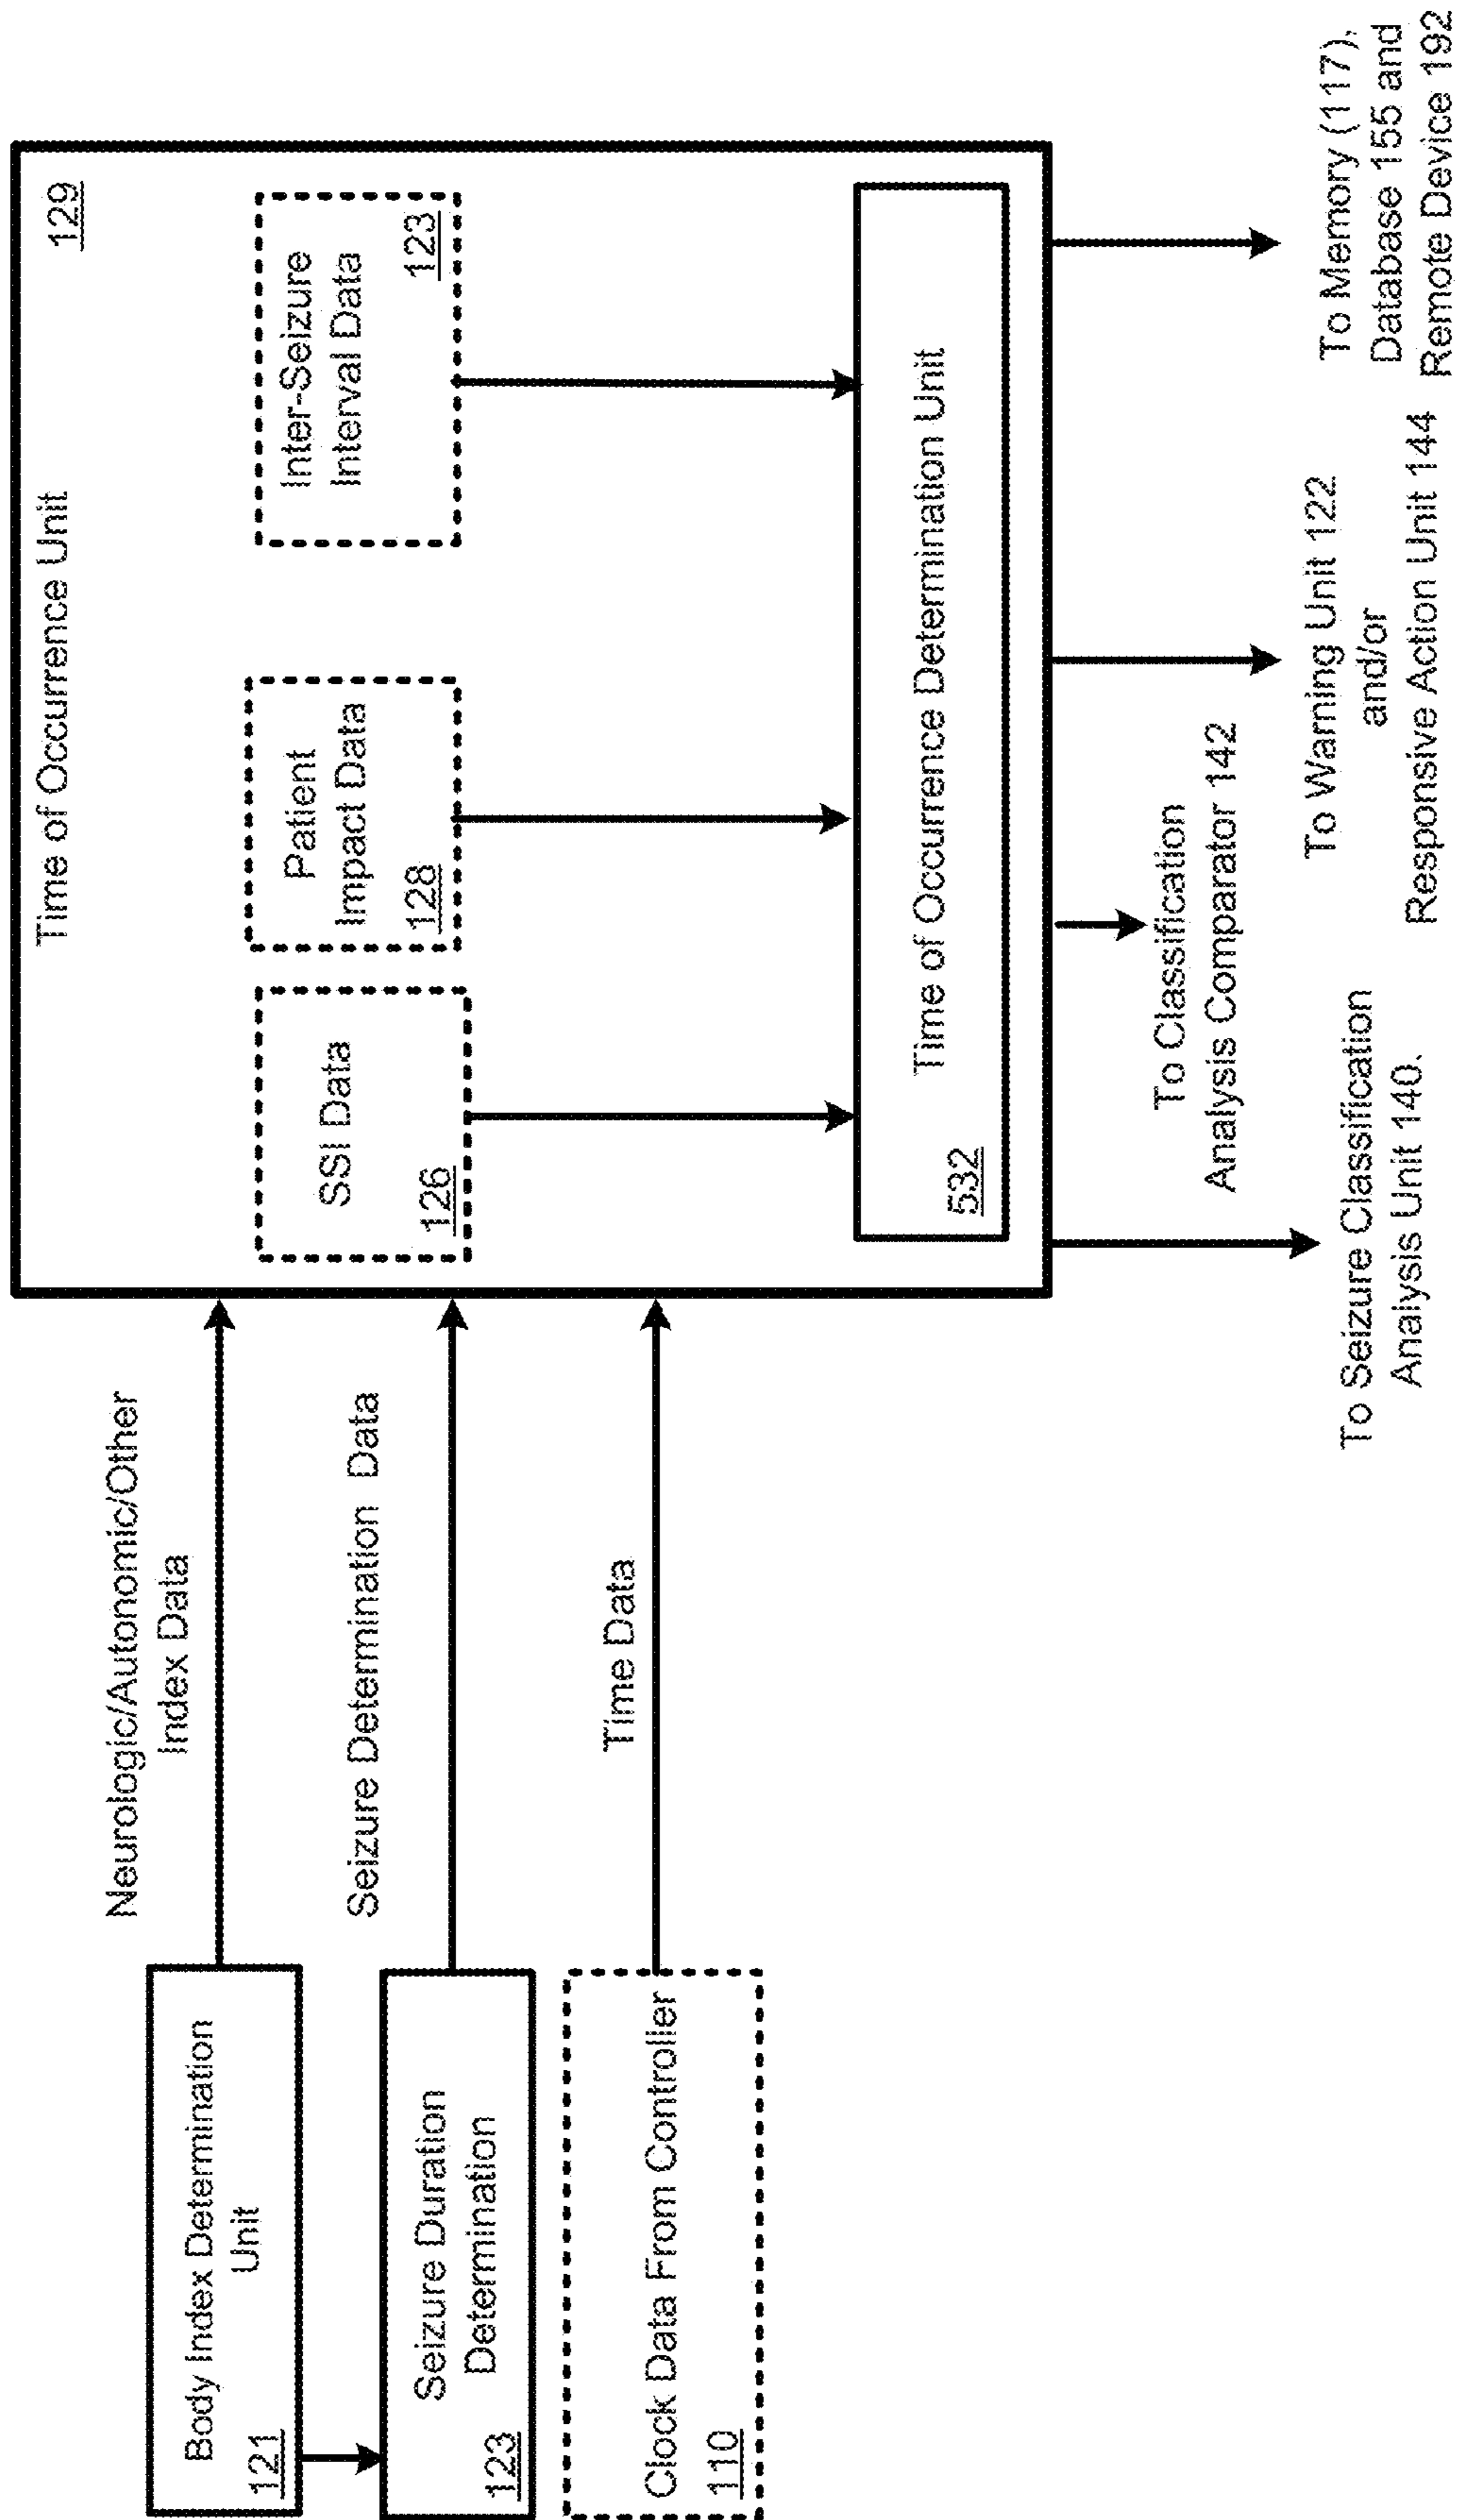 Body Index Determination
Unit
121
Seizure Duration
Determination
123
Clock Data From Controller
110
Neurologic/Autonomic/Other
Index Data
Seizure Determination Data
Time Data
Time of Occurrence Unit
129
SSI Data
126
Patient
Impact Data
128
Inter-Seizure
Interval Data
123
Time of Occurrence Determination Unit
532
To Seizure Classification
Analysis Unit 140.
To Classification
Analysis Comparator 142
To Warning Unit 122
and/or
Responsive Action Unit 144
To Memory (117),
Database 155 and
Remote Device 192